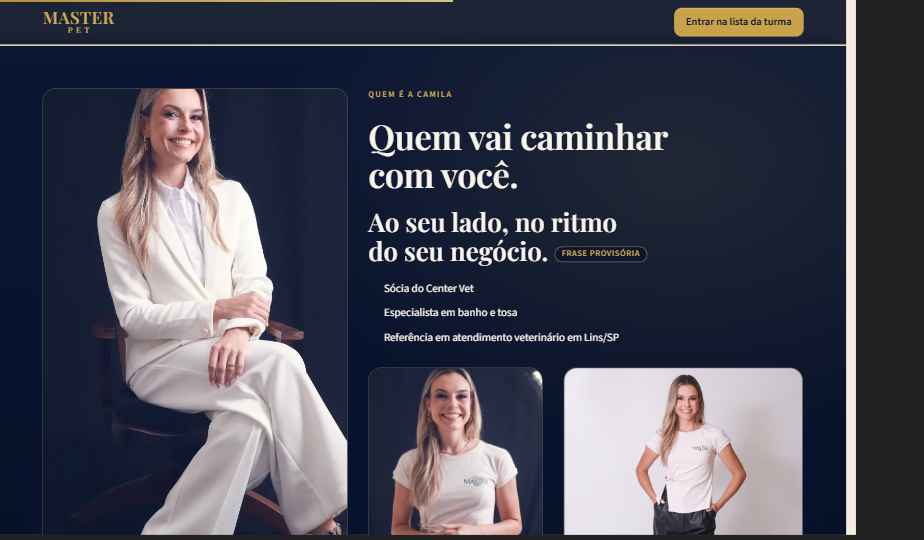 MASTER
PET
Entrar na lista da turma
QUEM É A CAMILA
Quem vai caminhar
com você.
Ao seu lado, no ritmo
do seu negócio. FRASE PROVISÓRIA
Sócia do Center Vet
Especialista em banho e tosa
Referência em atendimento veterinário em Lins/SP